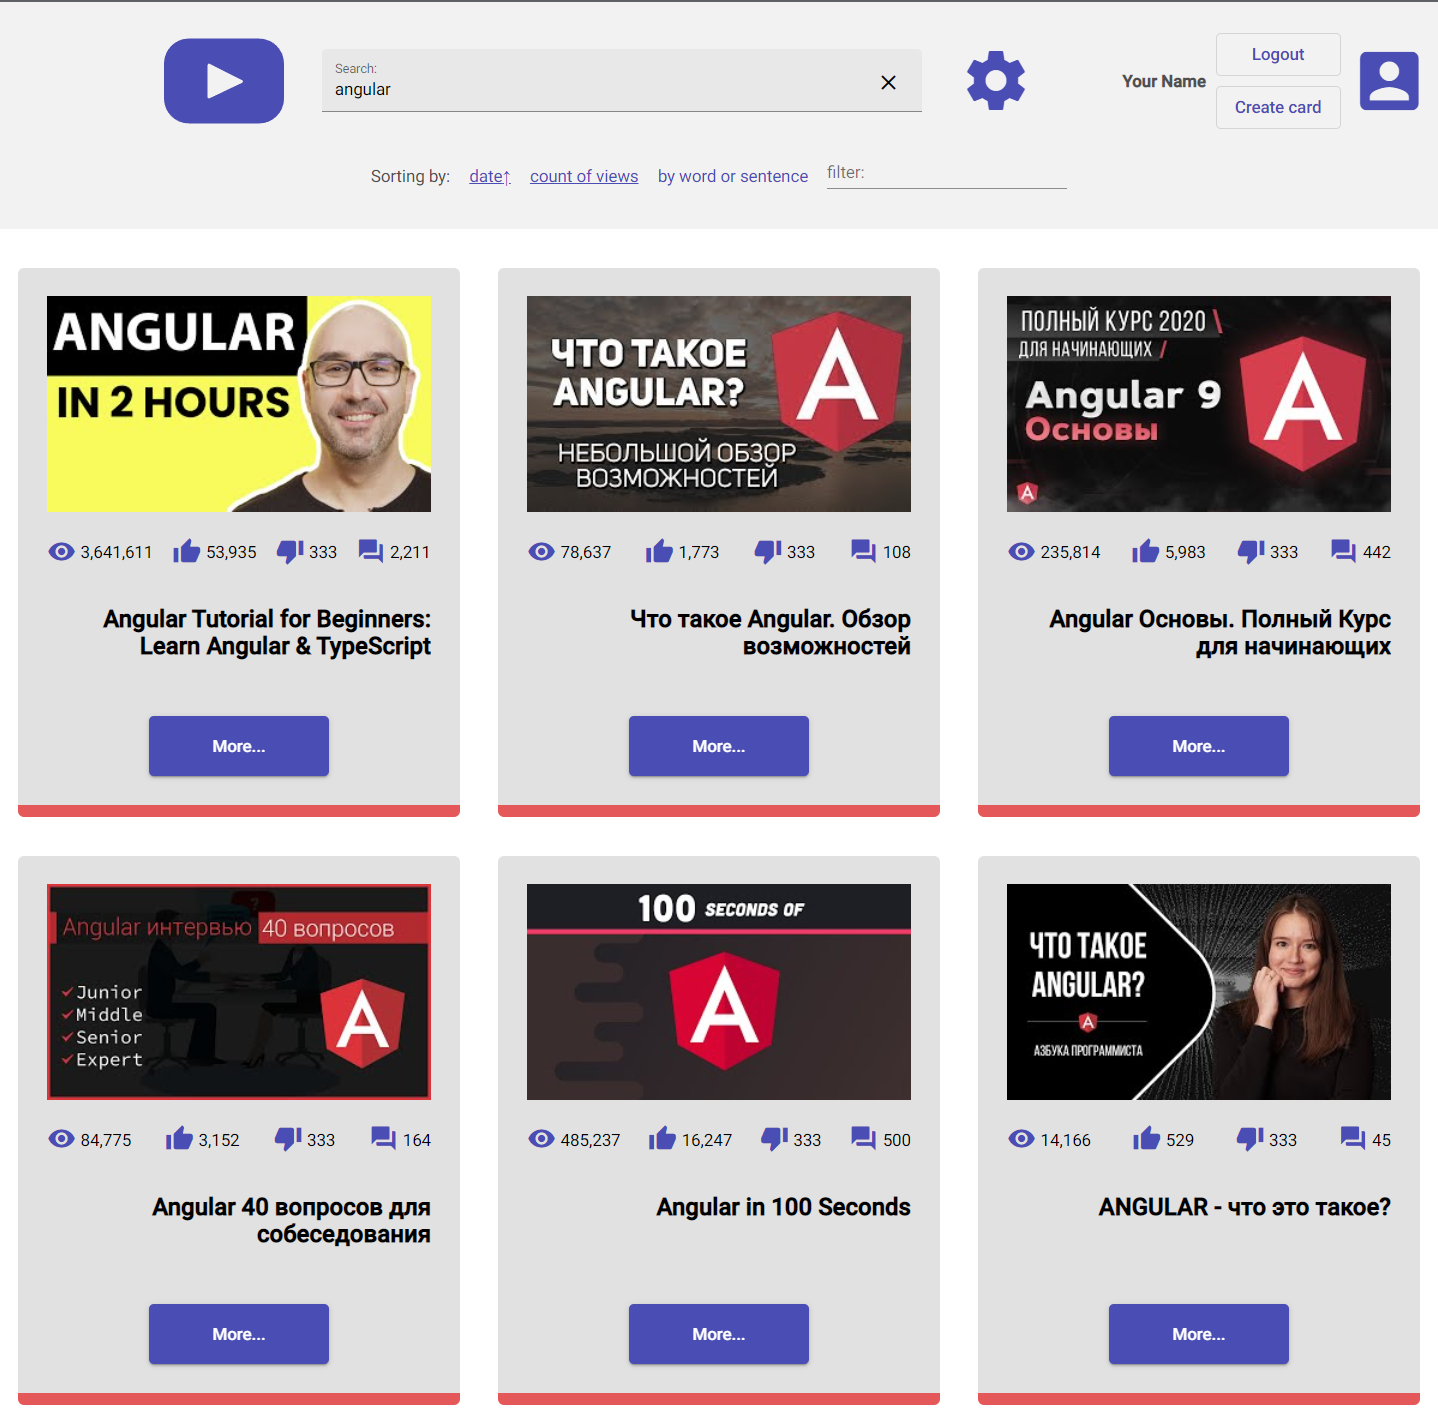 Search:
angular
Your Name
Logout
Create card
Sorting by: date↑ count of views by word or sentence filter:
ANGULAR
IN 2 HOURS
3,641,611 53,935 333 2,211
Angular Tutorial for Beginners:
Learn Angular & TypeScript
More...
ЧТО ТАКОЕ
ANGULAR?
НЕБОЛЬШОЙ ОБЗОР
ВОЗМОЖНОСТЕЙ
A
78,637 1,773 333 108
Что такое Angular. Обзор
возможностей
More...
ПОЛНЫЙ КУРС 2020 \
ДЛЯ НАЧИНАЮЩИХ /
Angular 9
Основы
A
235,814 5,983 333 442
Angular Основы. Полный Курс
для начинающих
More...
?
Angular интервью 40 вопросов
Junior
Middle
Senior
Expert
A
84,775 3,152 333 164
Angular 40 вопросов для
собеседования
More...
100 SECONDS OF
A
485,237 16,247 333 500
Angular in 100 Seconds
More...
ЧТО ТАКОЕ
ANGULAR?
A
АЗБУКА ПРОГРАММИСТА
14,166 529 333 45
ANGULAR - что это такое?
More...